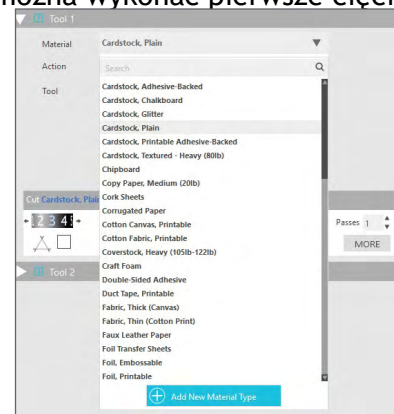 można wykonać pierwsze cięci
Tool 1
Material Cardstock, Plain
Action Search
Tool
Cardstock, Adhesive-Backed
Cardstock, Chalkboard
Cardstock, Glitter
Cardstock, Plain
Cardstock, Printable Adhesive-Backed
Cardstock, Textured - Heavy (80lb)
Chipboard
Copy Paper, Medium (20lb)
Cork Sheets
Corrugated Paper
Cotton Canvas, Printable
Cotton Fabric, Printable
Coverstock, Heavy (105lb-122lb)
Craft Foam
Double-Sided Adhesive
Duct Tape, Printable
Fabric, Thick (Canvas)
Fabric, Thin (Cotton Print)
Faux Leather Paper
Foil Transfer Sheets
Foil, Embossable
Foil, Printable
Cut Cardstock, Plai
2 3 4 5
Passes 1
MORE
Tool 2
Add New Material Type